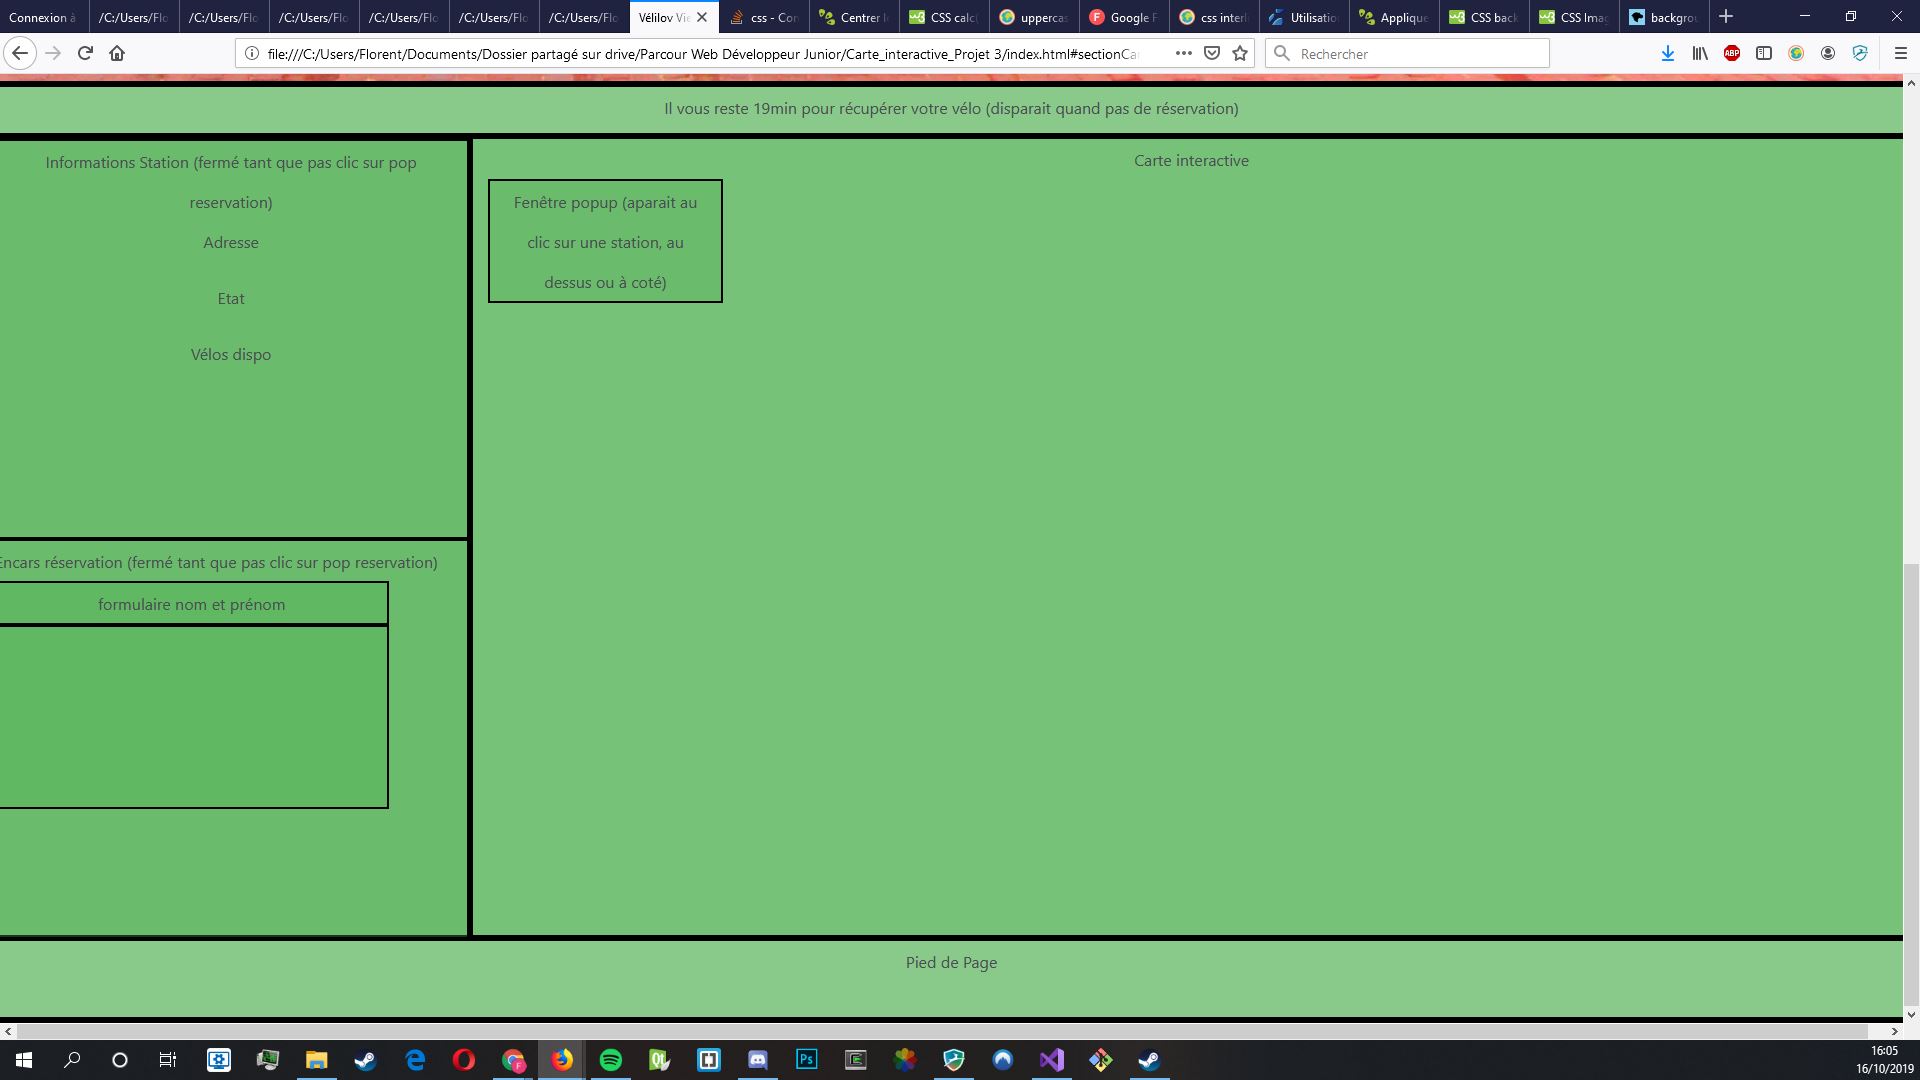 Connexion à
/C:/Users/Flo
/C:/Users/Flo
/C:/Users/Flo
/C:/Users/Flo
/C:/Users/Flo
/C:/Users/Flo
Vélilov Vie
css - Con
Centrer l
CSS calc(
uppercas
Google F
css interl
Utilisatio
Applique
CSS back
CSS Imag
backgrou
file:///C:/Users/Florent/Documents/Dossier partagé sur drive/Parcour Web Développeur Junior/Carte_interactive_Projet 3/index.html#sectionCa
Rechercher
ABP
Il vous reste 19min pour récupérer votre vélo (disparait quand pas de réservation)
Informations Station (fermé tant que pas clic sur pop
reservation)
Adresse
Etat
Vélos dispo
Carte interactive
Fenêtre popup (aparait au
clic sur une station, au
dessus ou à coté)
Encars réservation (fermé tant que pas clic sur pop reservation)
formulaire nom et prénom
Pied de Page
16:05
16/10/2019